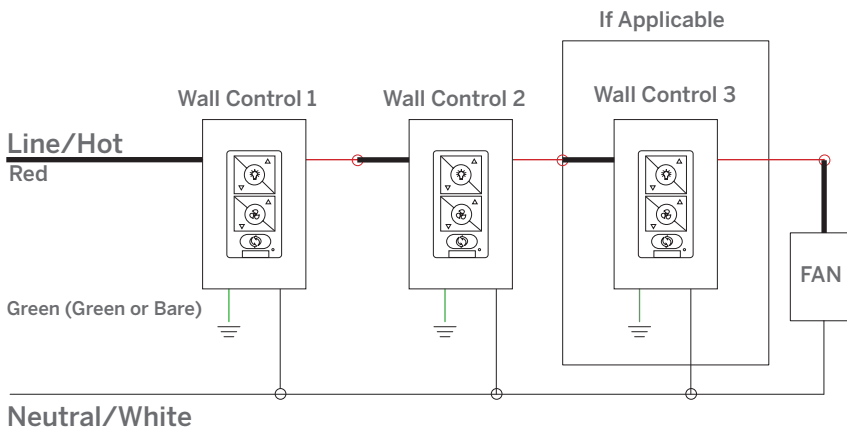 If Applicable
Wall Control 1
Wall Control 2
Wall Control 3
Line/Hot
Red
FAN
Green (Green or Bare)
Neutral/White